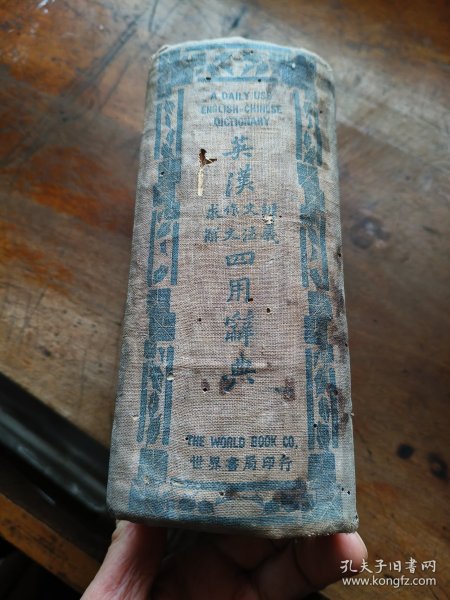 A DAILY USE
ENGLISH-CHINESE
DICTIONARY
英漢
求解
作文
文法
辨義
四用辭典
THE WORLD BOOK CO.
世界書局印行
孔夫子旧书网
www.kongfz.com